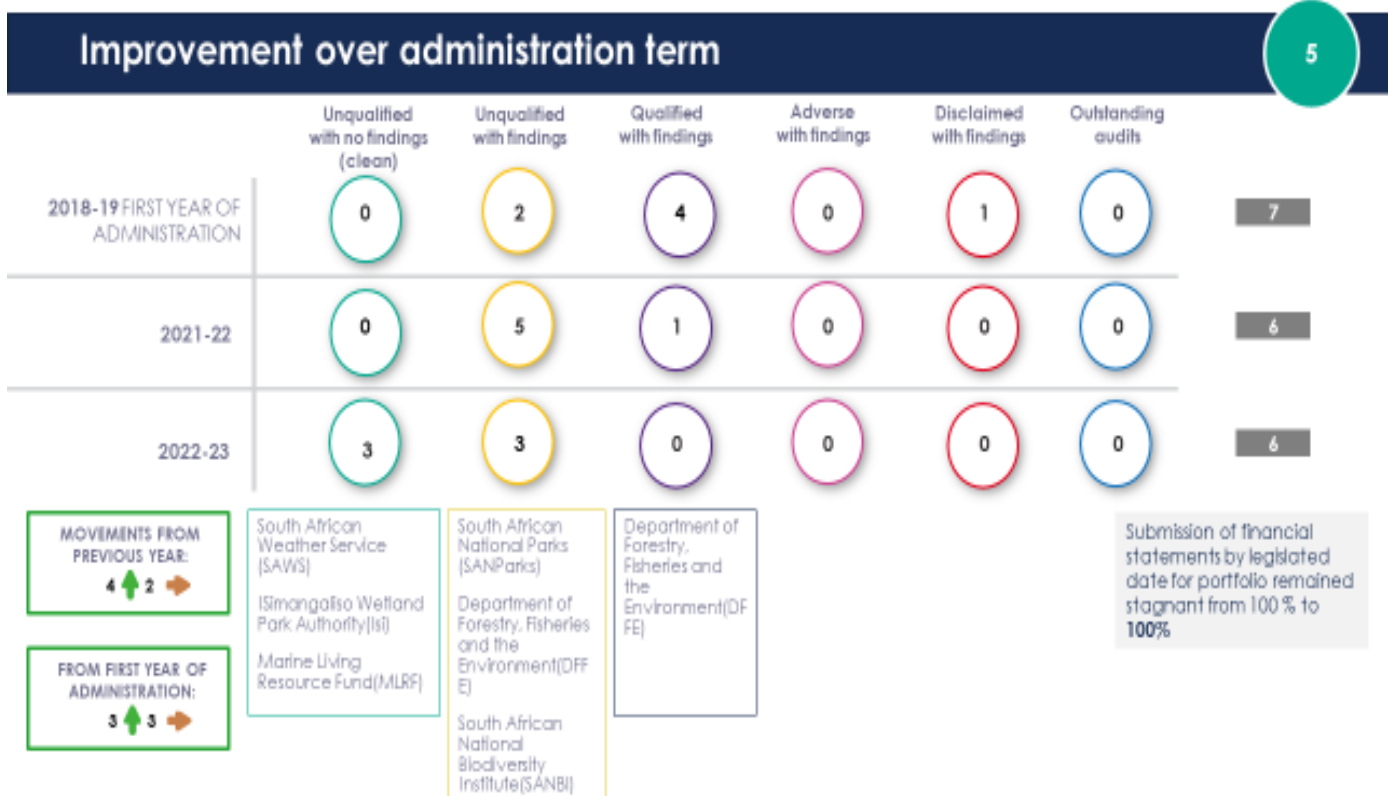 Improvement over administration term
5
Unqualified
with no findings
(clean)
Unqualified
with findings
Qualified
with findings
Adverse
with findings
Disclaimed
with findings
Outstanding
audits
2018-19 FIRST YEAR OF
ADMINISTRATION
0
2
4
0
1
0
7
2021-22
0
5
1
0
0
0
6
2022-23
3
3
0
0
0
0
6
MOVEMENTS FROM
PREVIOUS YEAR:
4 2
FROM FIRST YEAR OF
ADMINISTRATION:
3 3
South African
Weather Service
(SAWS)
ISimangaliso Wetland
Park Authority(Isi)
Marine Living
Resource Fund(MLRF)
South African
National Parks
(SANParks)
Department of
Forestry, Fisheries
and the
Environment(DFF
E)
South African
National
Biodiversity
Institute(SANBI)
Department of
Forestry,
Fisheries and
the
Environment(DF
FE)
Submission of financial
statements by legislated
date for portfolio remained
stagnant from 100 % to
100%